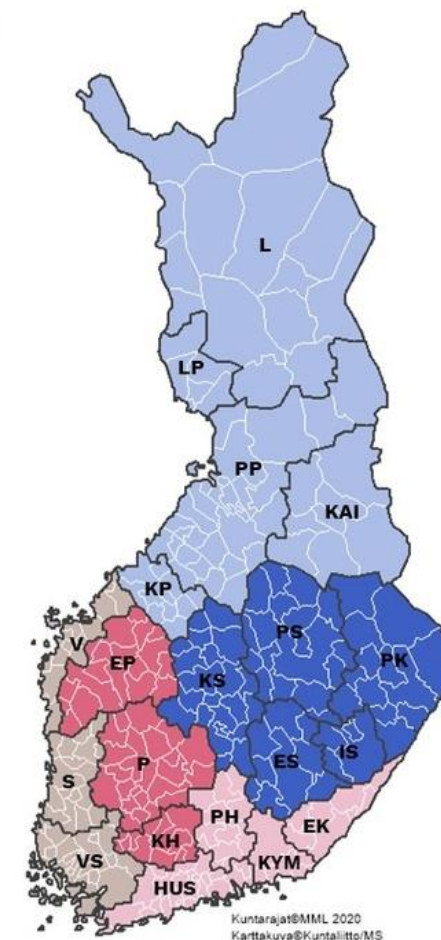 L
LP
PP
KAI
KP
V
EP
KS
PS
PK
S
P
ES
IS
PH
EK
KH
VS
KYM
HUS
Kuntarajat@MML 2020
Karttakuva@Kuntaliitto/MS